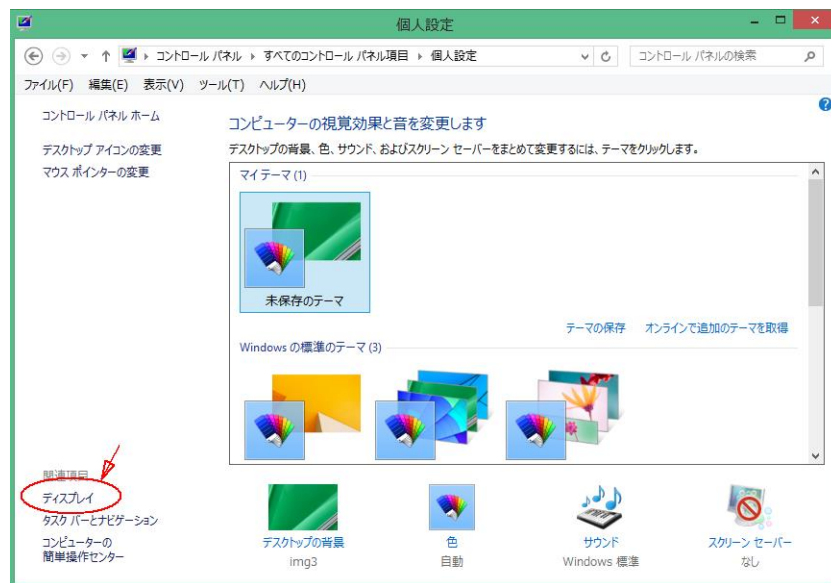 個人設定
コントロール パネル ▸ すべてのコントロール パネル項目 ▸ 個人設定
コントロール パネルの検索
ファイル(F) 編集(E) 表示(V) ツール(T) ヘルプ(H)
コントロール パネル ホーム
デスクトップ アイコンの変更
マウス ポインターの変更
コンピューターの視覚効果と音を変更します
デスクトップの背景、色、サウンド、およびスクリーン セーバーをまとめて変更するには、テーマをクリックします。
マイ テーマ (1)
未保存のテーマ
テーマの保存 オンラインで追加のテーマを取得
Windows の標準のテーマ (3)
関連項目
ディスプレイ
タスク バーとナビゲーション
コンピューターの
簡単操作センター
デスクトップの背景
img3
色
自動
サウンド
Windows 標準
スクリーン セーバー
なし